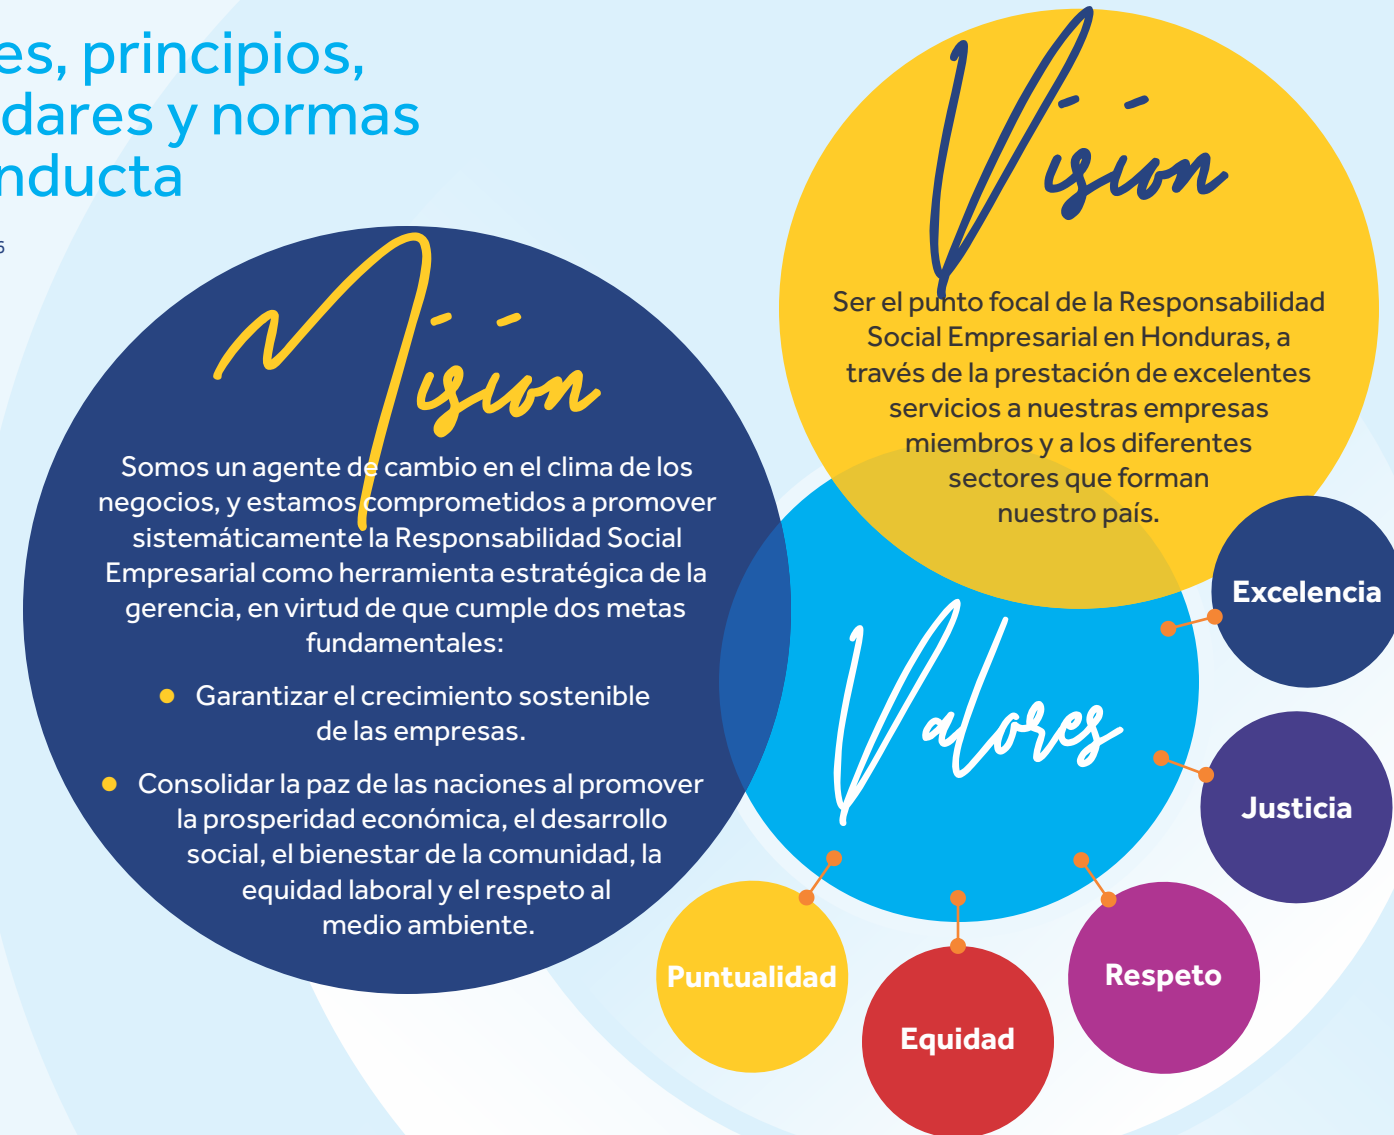 es, principios,
dares y normas
nducta
Misión
Somos un agente de cambio en el clima de los
negocios, y estamos comprometidos a promover
sistemáticamente la Responsabilidad Social
Empresarial como herramienta estratégica de la
gerencia, en virtud de que cumple dos metas
fundamentales:
Garantizar el crecimiento sostenible
de las empresas.
Consolidar la paz de las naciones al promover
la prosperidad económica, el desarrollo
social, el bienestar de la comunidad, la
equidad laboral y el respeto al
medio ambiente.
Visión
Ser el punto focal de la Responsabilidad
Social Empresarial en Honduras, a
través de la prestación de excelentes
servicios a nuestras empresas
miembros y a los diferentes
sectores que forman
nuestro país.
Valores
Excelencia
Justicia
Respeto
Equidad
Puntualidad